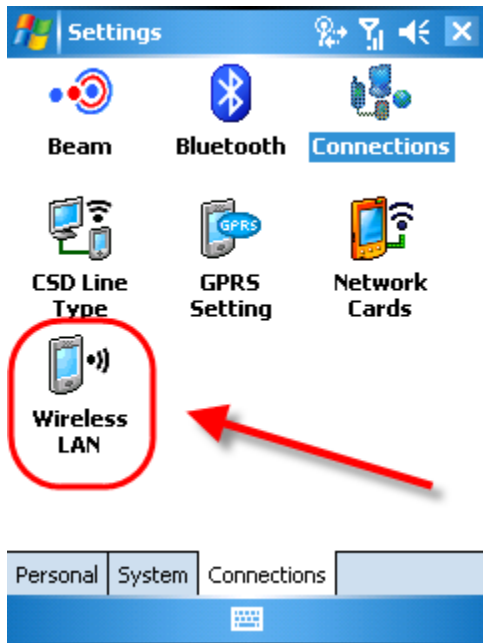 Settings
Beam Bluetooth Connections
CSD Line GPRS Network
Type Setting Cards
GPRS
Wireless
LAN
Personal System Connections